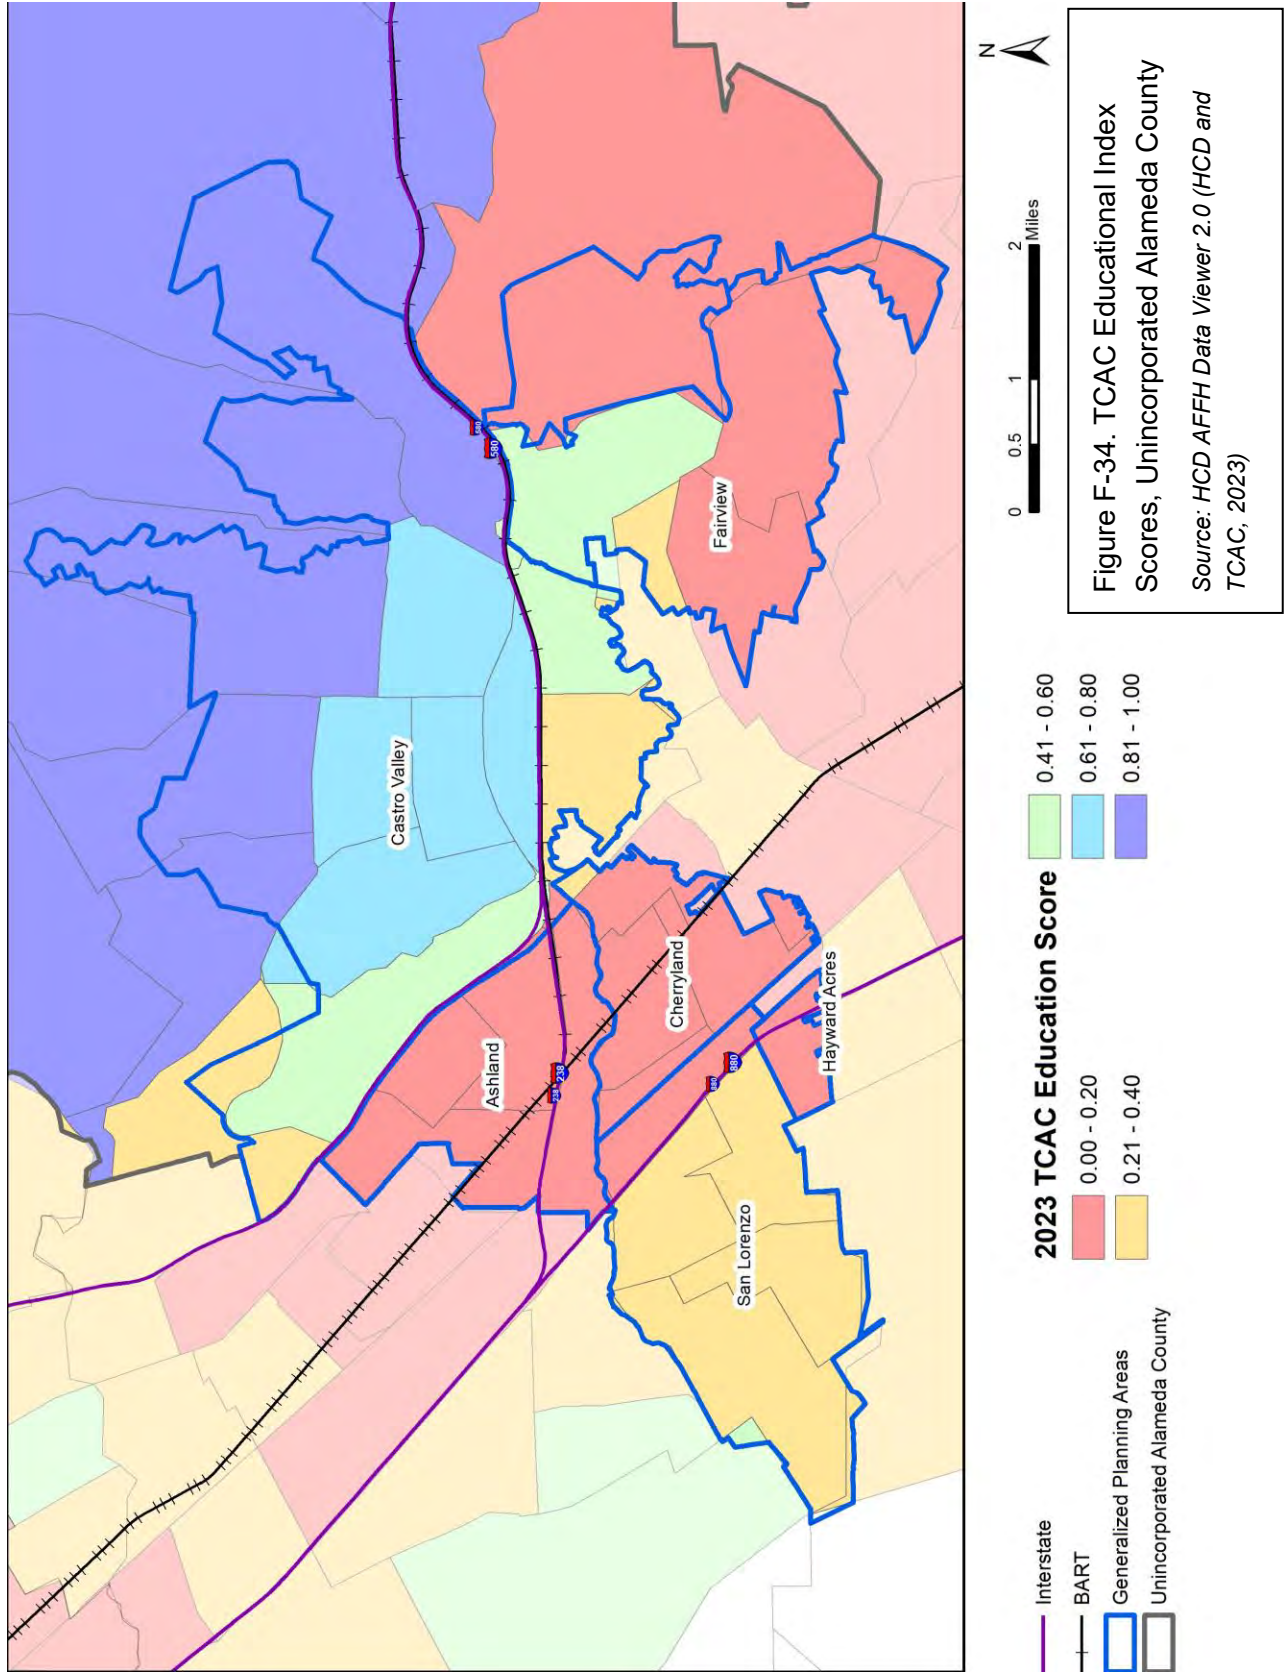 Castro Valley
Ashland
Cherryland
Hayward Acres
San Lorenzo
Fairview
580
580
238
238
880
880
N
0 0.5 1 2
Miles
Interstate
BART
Generalized Planning Areas
Unincorporated Alameda County
2023 TCAC Education Score
0.00 - 0.20
0.21 - 0.40
0.41 - 0.60
0.61 - 0.80
0.81 - 1.00
Figure F-34. TCAC Educational Index
Scores, Unincorporated Alameda County
Source: HCD AFFH Data Viewer 2.0 (HCD and
TCAC, 2023)